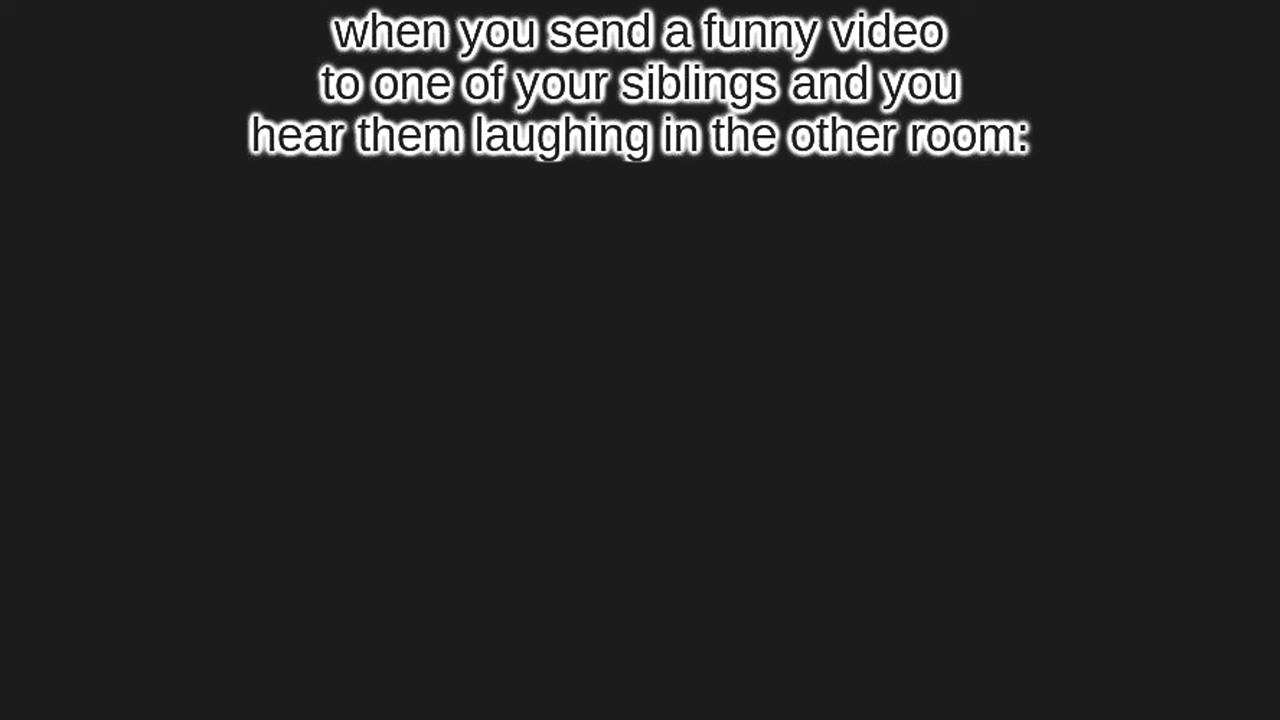 when you send a funny video
to one of your siblings and you
hear them laughing in the other room: